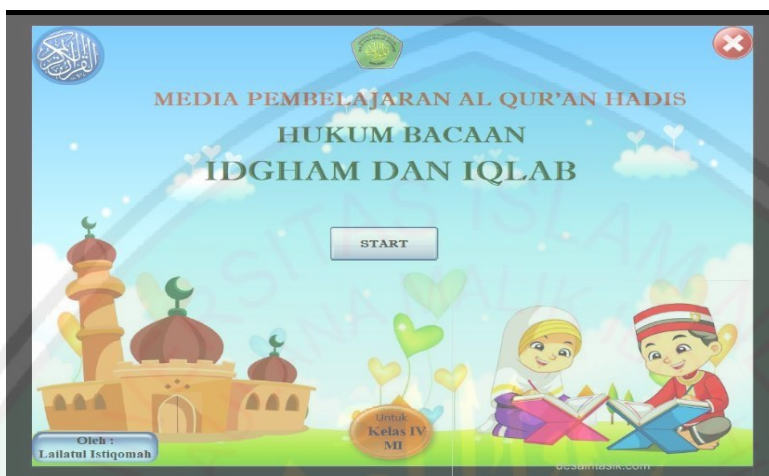 MEDIA PEMBELAJARAN AL QUR'AN HADIS
HUKUM BACAAN
IDGHAM DAN IQLAB
START
Untuk
Kelas IV
MI
Oleh :
Lailatul Istiqomah
desaintasik.com